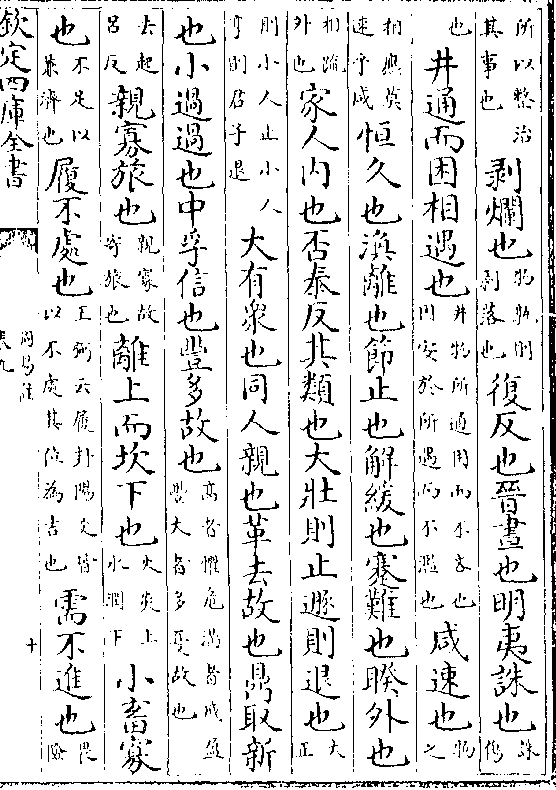 所以整治其事也剥爛也物熟則剥落也復反也晉晝也明夷誅也誅傷
也井通而困相遇也井物所通用而不吝也困安於所遇而不濫也咸速也物之
相應莫速乎咸恒久也渙離也節止也解緩也蹇難也睽外也
相疏外也家人内也否泰反其類也大壯則止遯則退也大正
則小人止小人亨則君子退大有衆也同人親也革去故也鼎取新
也小過過也中孚信也豐多故也高者懼危滿者戒盈豐大者多憂故也
去起呂反親寡旅也親寡故寄旅也離上而坎下也火炎上水潤下小畜寡
也不足以兼濟也履不處也王弼云履卦陽爻皆以不處其位為吉也需不進也畏險
欽定四庫全書
周易註
卷九
十